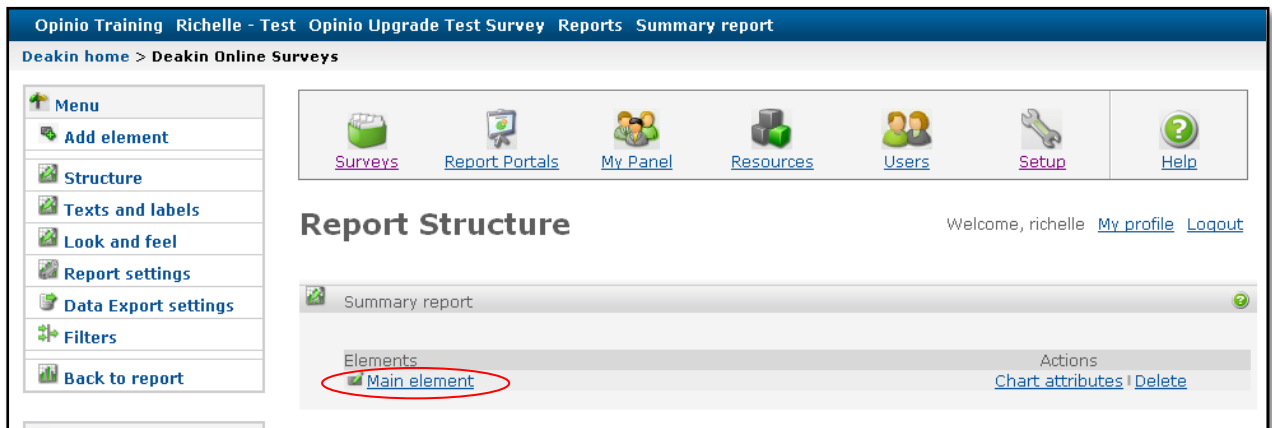 Opinio Training Richelle - Test Opinio Upgrade Test Survey Reports Summary report
Deakin home > Deakin Online Surveys
Menu
Add element
Structure
Texts and labels
Look and feel
Report settings
Data Export settings
Filters
Back to report
Surveys Report Portals My Panel Resources Users Setup Help
Report Structure
Welcome, richelle My profile Logout
Summary report
Elements Actions
Main element Chart attributes | Delete